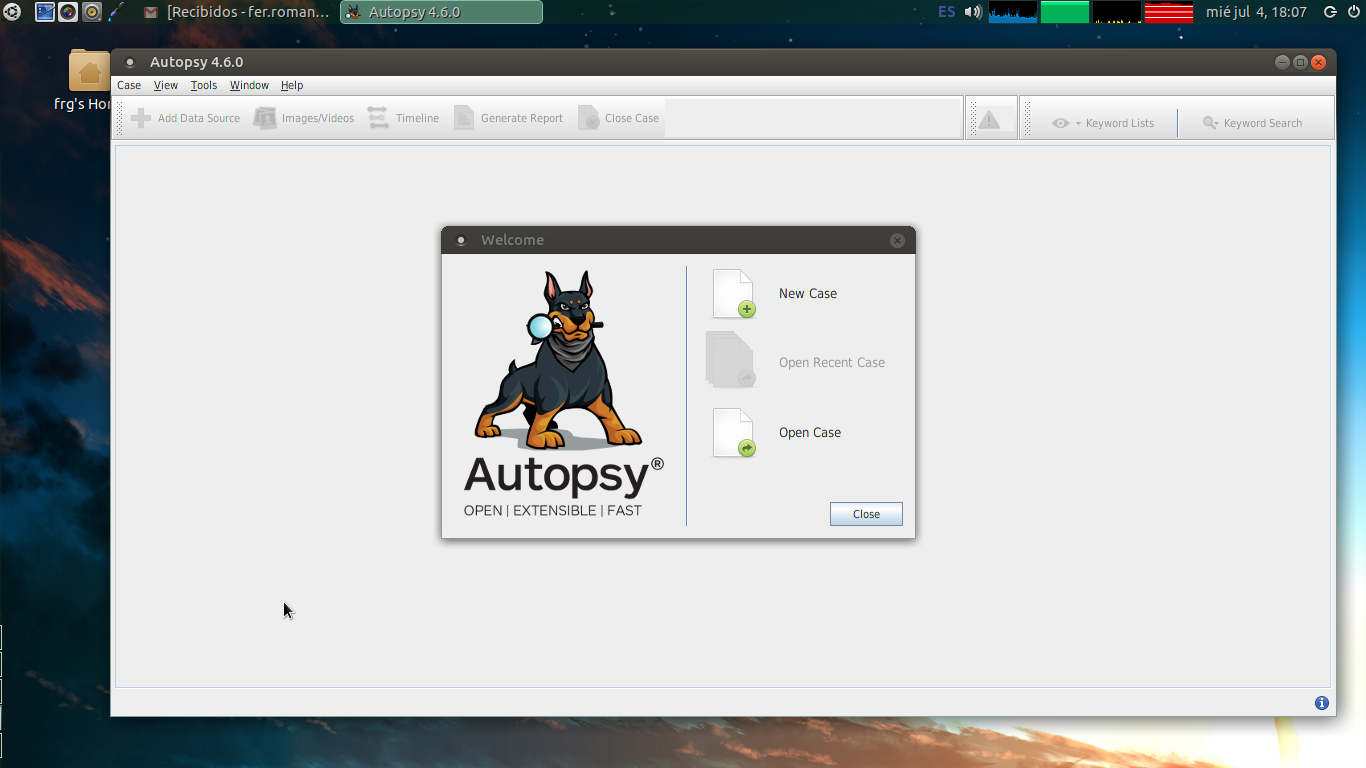 [Recibidos - fer.roman...
Autopsy 4.6.0
ES
mié jul 4, 18:07
frg's Hor
Autopsy 4.6.0
Case View Tools Window Help
Add Data Source Images/Videos Timeline Generate Report Close Case Keyword Lists Keyword Search
Welcome
New Case
Open Recent Case
Open Case
Autopsy®
OPEN | EXTENSIBLE | FAST
Close